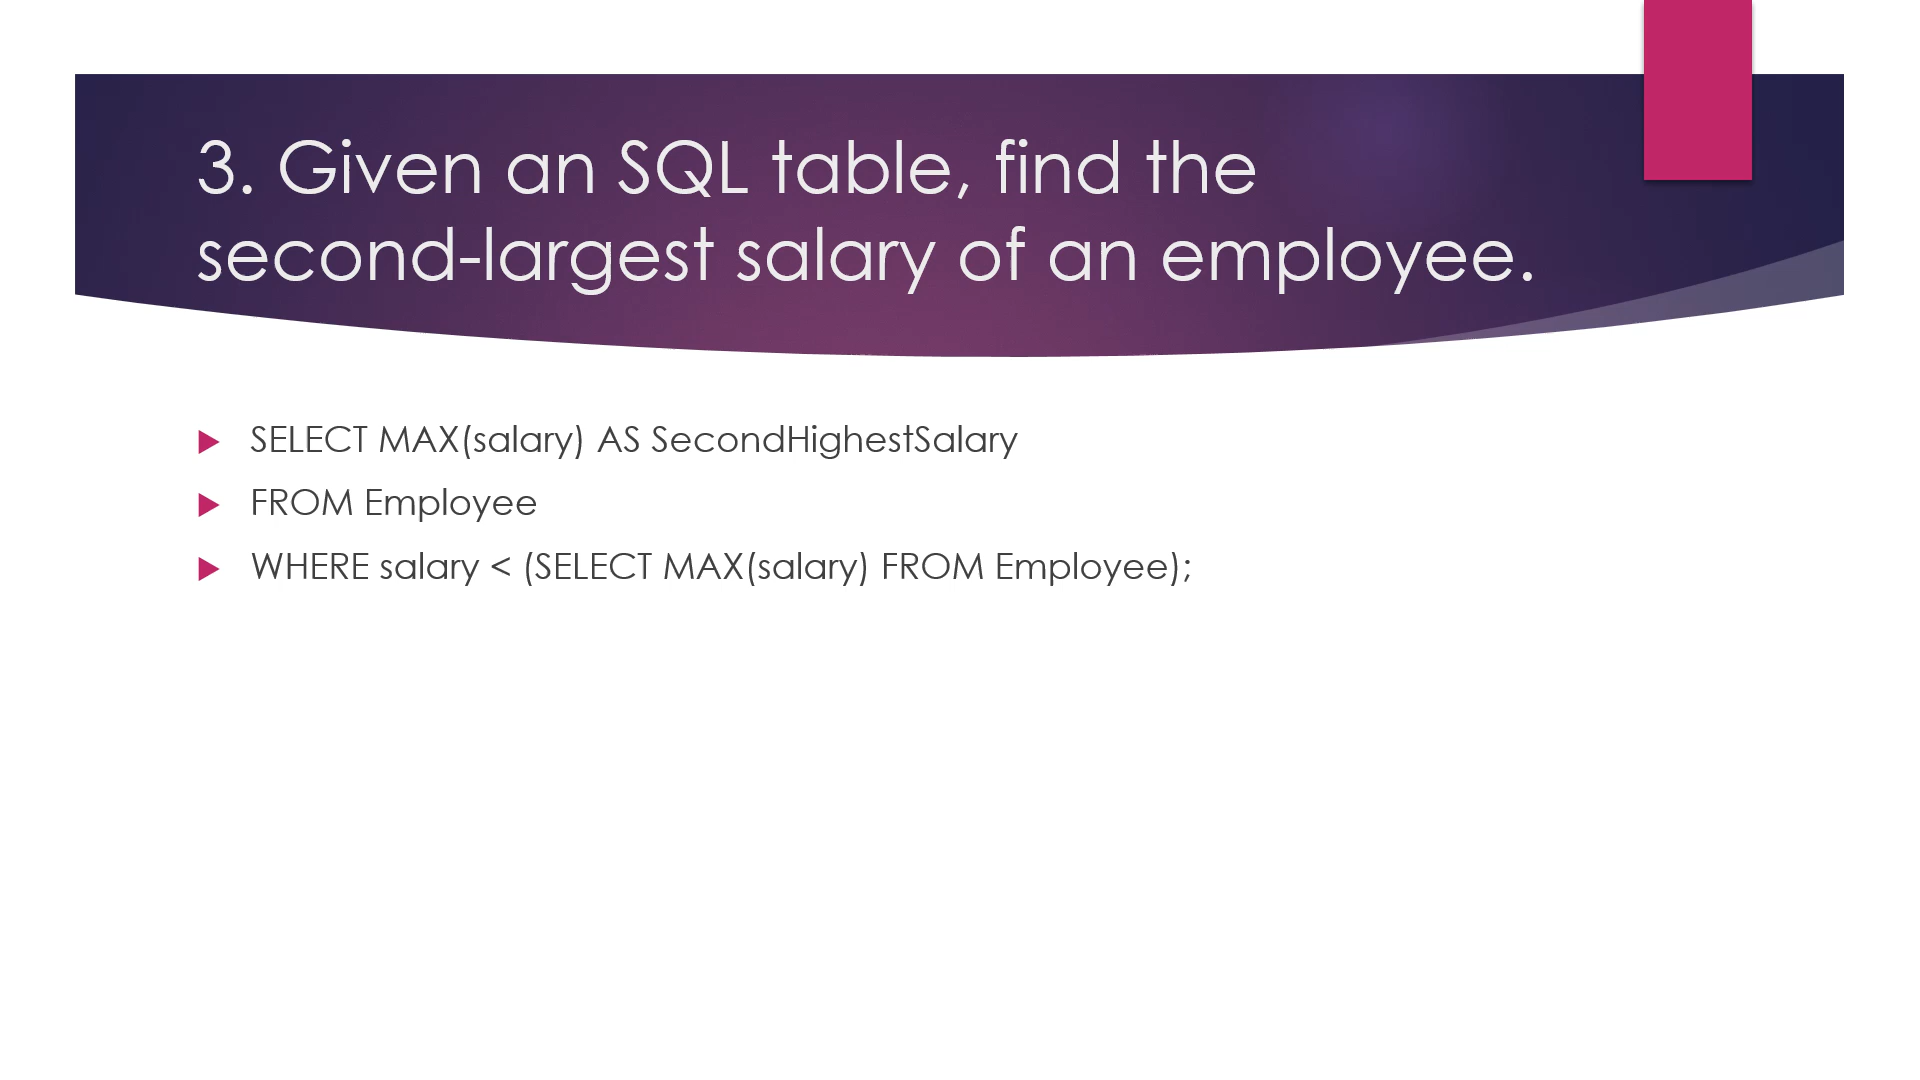 3. Given an SQL table, find the
second-largest salary of an employee.
SELECT MAX(salary) AS SecondHighestSalary
FROM Employee
WHERE salary < (SELECT MAX(salary) FROM Employee);